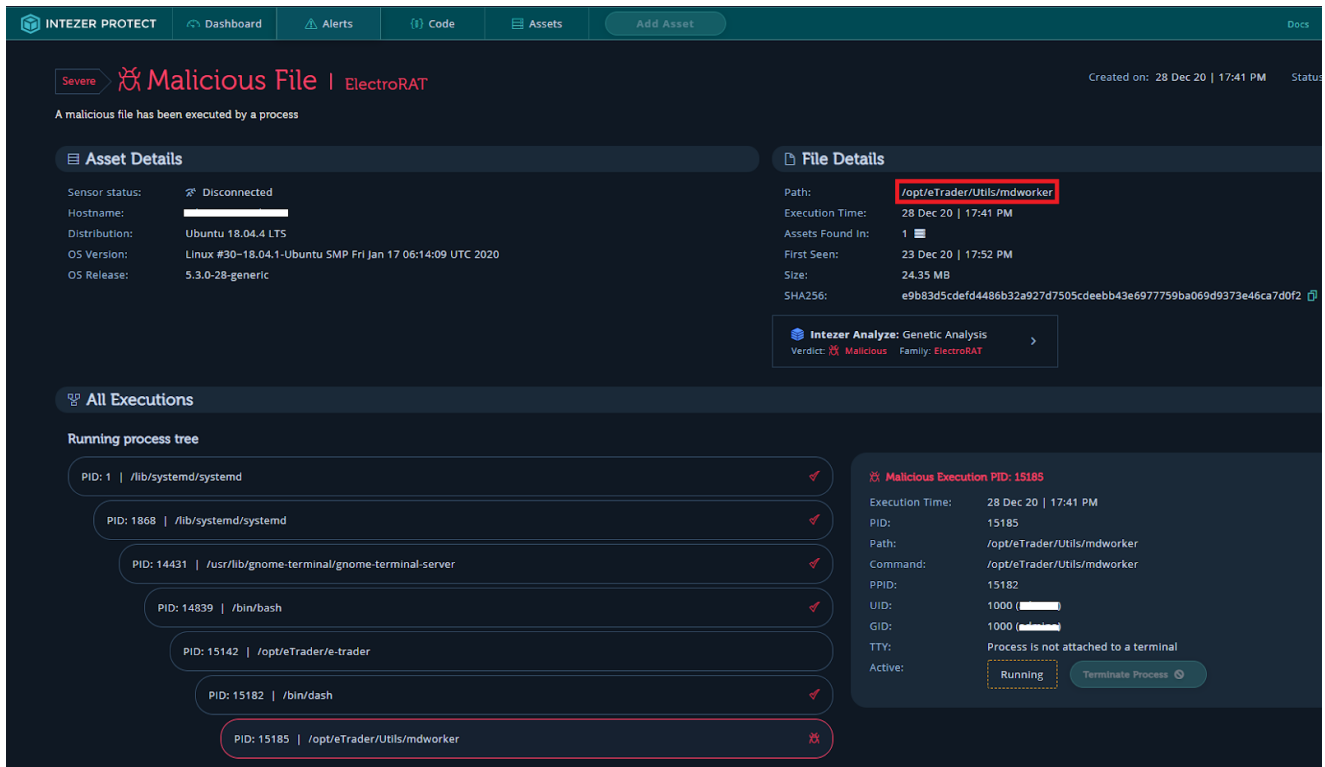 INTEZER PROTECT Dashboard Alerts Code Assets Add Asset Docs
Severe Malicious File | ElectroRAT Created on: 28 Dec 20 | 17:41 PM Status
A malicious file has been executed by a process
Asset Details
Sensor status: Disconnected
Hostname:
Distribution: Ubuntu 18.04.4 LTS
OS Version: Linux #30~18.04.1-Ubuntu SMP Fri Jan 17 06:14:09 UTC 2020
OS Release: 5.3.0-28-generic
File Details
Path: /opt/eTrader/Utils/mdworker
Execution Time: 28 Dec 20 | 17:41 PM
Assets Found In: 1
First Seen: 23 Dec 20 | 17:52 PM
Size: 24.35 MB
SHA256: e9b83d5cdefd4486b32a927d7505cdeebb43e6977759ba069d9373e46ca7d0f2
Intezer Analyze: Genetic Analysis
Verdict: Malicious Family: ElectroRAT
All Executions
Running process tree
PID: 1 | /lib/systemd/systemd
PID: 1868 | /lib/systemd/systemd
PID: 14431 | /usr/lib/gnome-terminal/gnome-terminal-server
PID: 14839 | /bin/bash
PID: 15142 | /opt/eTrader/e-trader
PID: 15182 | /bin/dash
PID: 15185 | /opt/eTrader/Utils/mdworker
Malicious Execution PID: 15185
Execution Time: 28 Dec 20 | 17:41 PM
PID: 15185
Path: /opt/eTrader/Utils/mdworker
Command: /opt/eTrader/Utils/mdworker
PPID: 15182
UID: 1000 ( )
GID: 1000 ( )
TTY: Process is not attached to a terminal
Active: Running Terminate Process